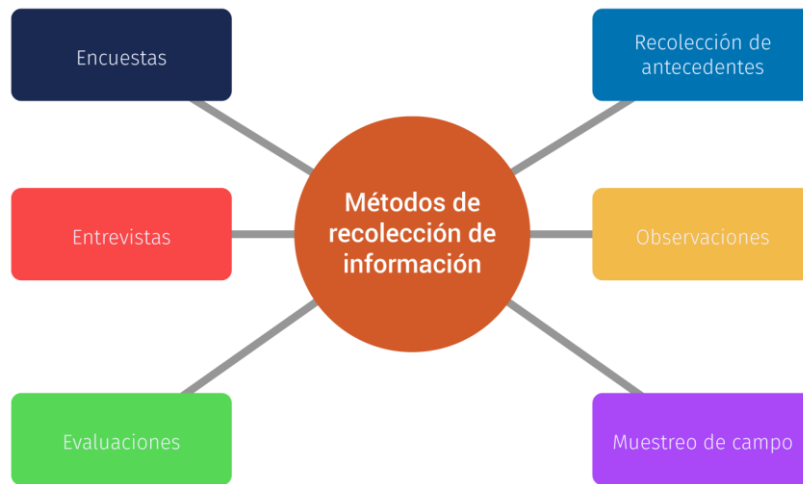 Encuestas
Recolección de
antecedentes
Métodos de
recolección de
información
Entrevistas
Observaciones
Evaluaciones
Muestreo de campo